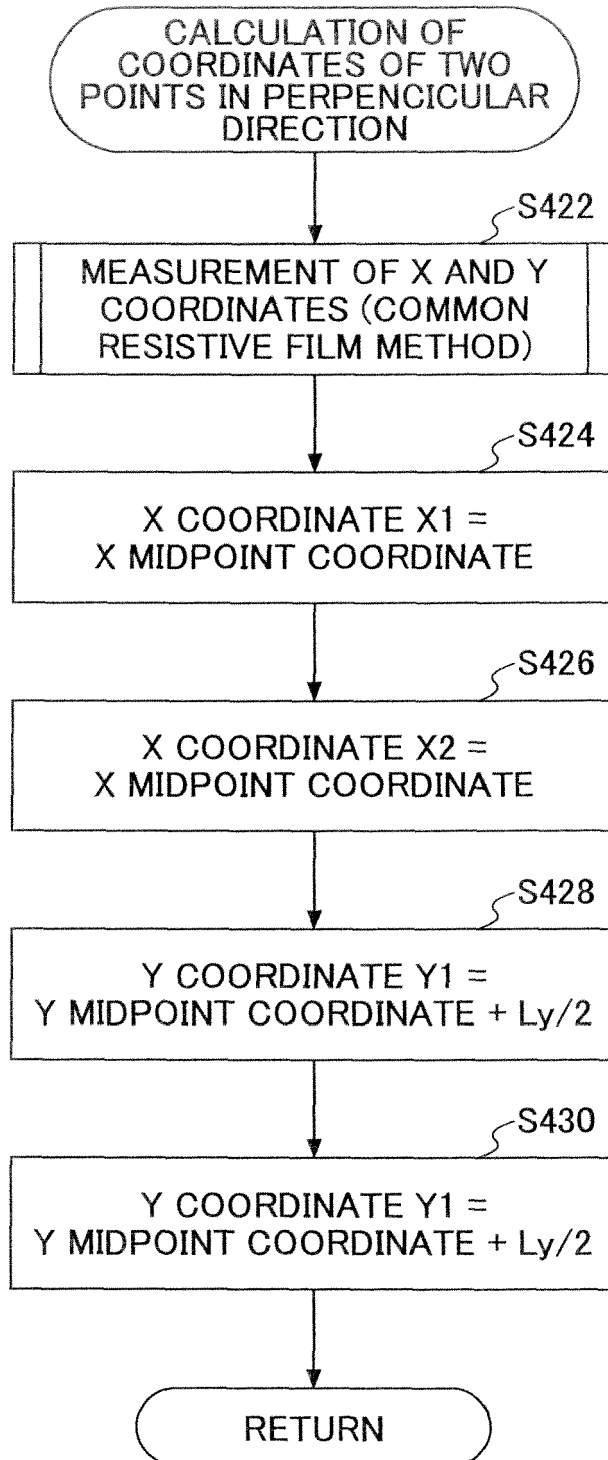 CALCULATION OF
COORDINATES OF TWO
POINTS IN PERPENCICULAR
DIRECTION
S422
MEASUREMENT OF X AND Y
COORDINATES (COMMON
RESISTIVE FILM METHOD)
S424
X COORDINATE X1 =
X MIDPOINT COORDINATE
S426
X COORDINATE X2 =
X MIDPOINT COORDINATE
S428
Y COORDINATE Y1 =
Y MIDPOINT COORDINATE + Ly/2
S430
Y COORDINATE Y1 =
Y MIDPOINT COORDINATE + Ly/2
RETURN